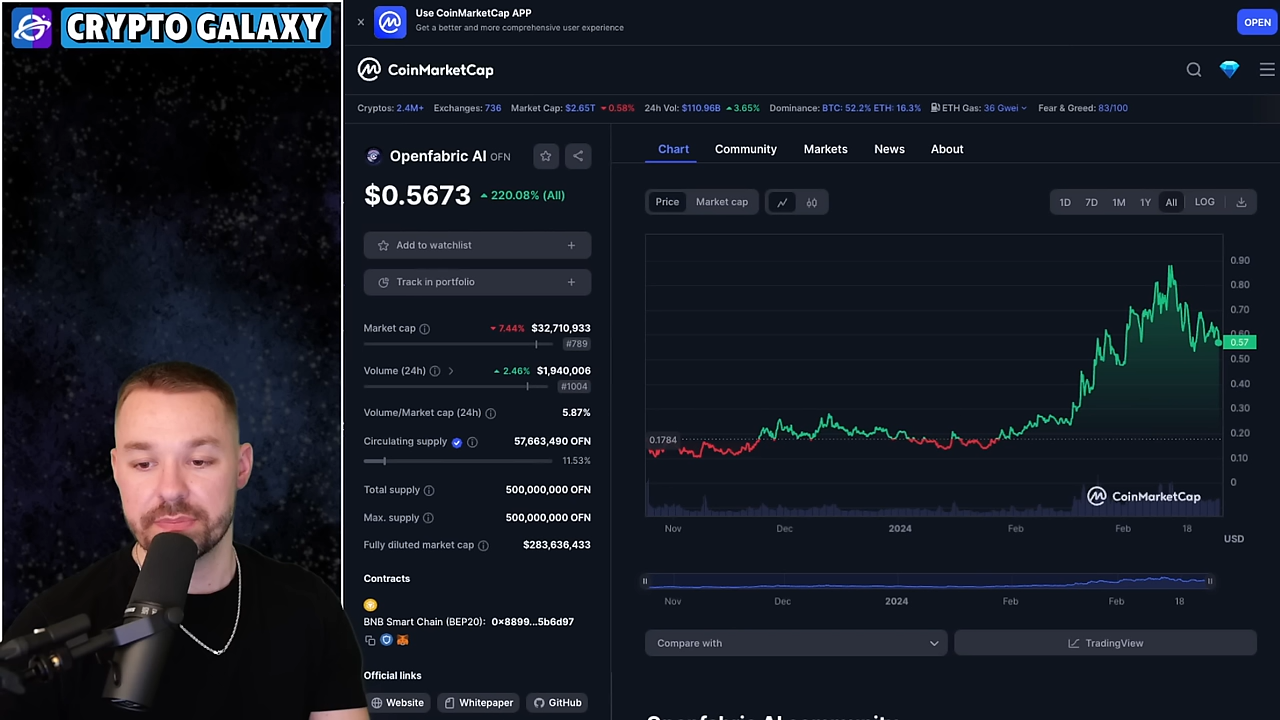 CRYPTO GALAXY
Use CoinMarketCap APP
Get a better and more comprehensive user experience
OPEN
CoinMarketCap
Cryptos: 2.4M+ Exchanges: 736 Market Cap: $2.65T 0.58% 24h Vol: $110.96B 3.65% Dominance: BTC: 52.2% ETH: 16.3% ETH Gas: 36 Gwei Fear & Greed: 83/100
Openfabric AI OFN
$0.5673 220.08% (All)
Add to watchlist +
Track in portfolio +
Market cap 7.44% $32,710,933
#789
Volume (24h) 2.46% $1,940,006
#1004
Volume/Market cap (24h) 5.87%
Circulating supply 57,663,490 OFN
11.53%
Total supply 500,000,000 OFN
Max. supply 500,000,000 OFN
Fully diluted market cap $283,636,433
Contracts
BNB Smart Chain (BEP20): 0x8899...5b6d97
Official links
Website Whitepaper GitHub
Chart Community Markets News About
Price Market cap 1D 7D 1M 1Y All LOG
0.90
0.80
0.70
0.60
0.57
0.50
0.40
0.30
0.20
0.1784
0.10
0
CoinMarketCap
Nov Dec 2024 Feb Feb 18
USD
Nov Dec 2024 Feb Feb 18
Compare with TradingView
Openfabric AI community